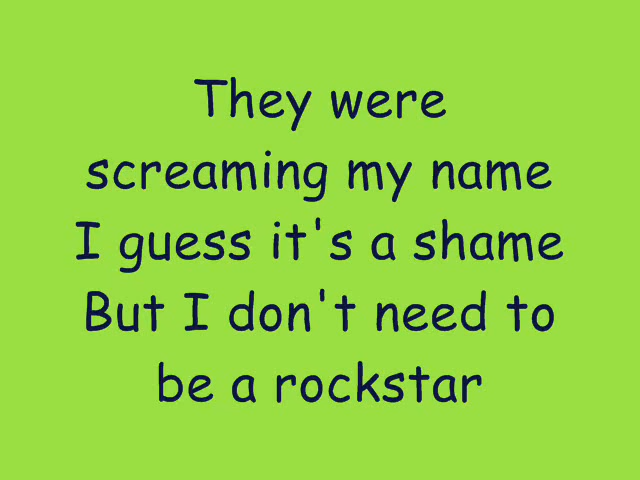 They were
screaming my name
I guess it's a shame
But I don't need to
be a rockstar